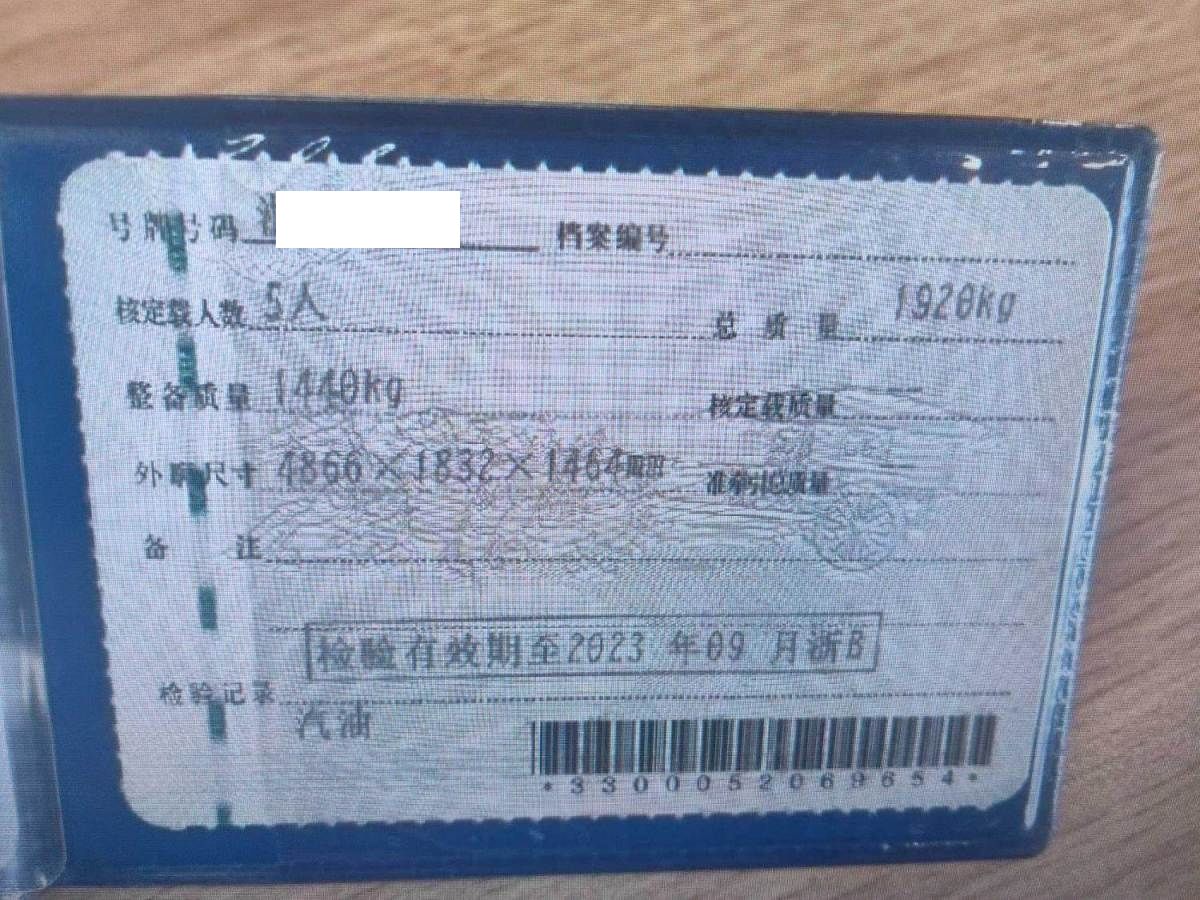 号牌号码 档案编号
核定载人数 5人 总质量 1920kg
整备质量 1440kg 核定载质量
外廓尺寸 4866×1832×1464mm 准牵引总质量
备注
检验有效期至2023 年09 月浙B
检验记录
汽油
*3300052069654*